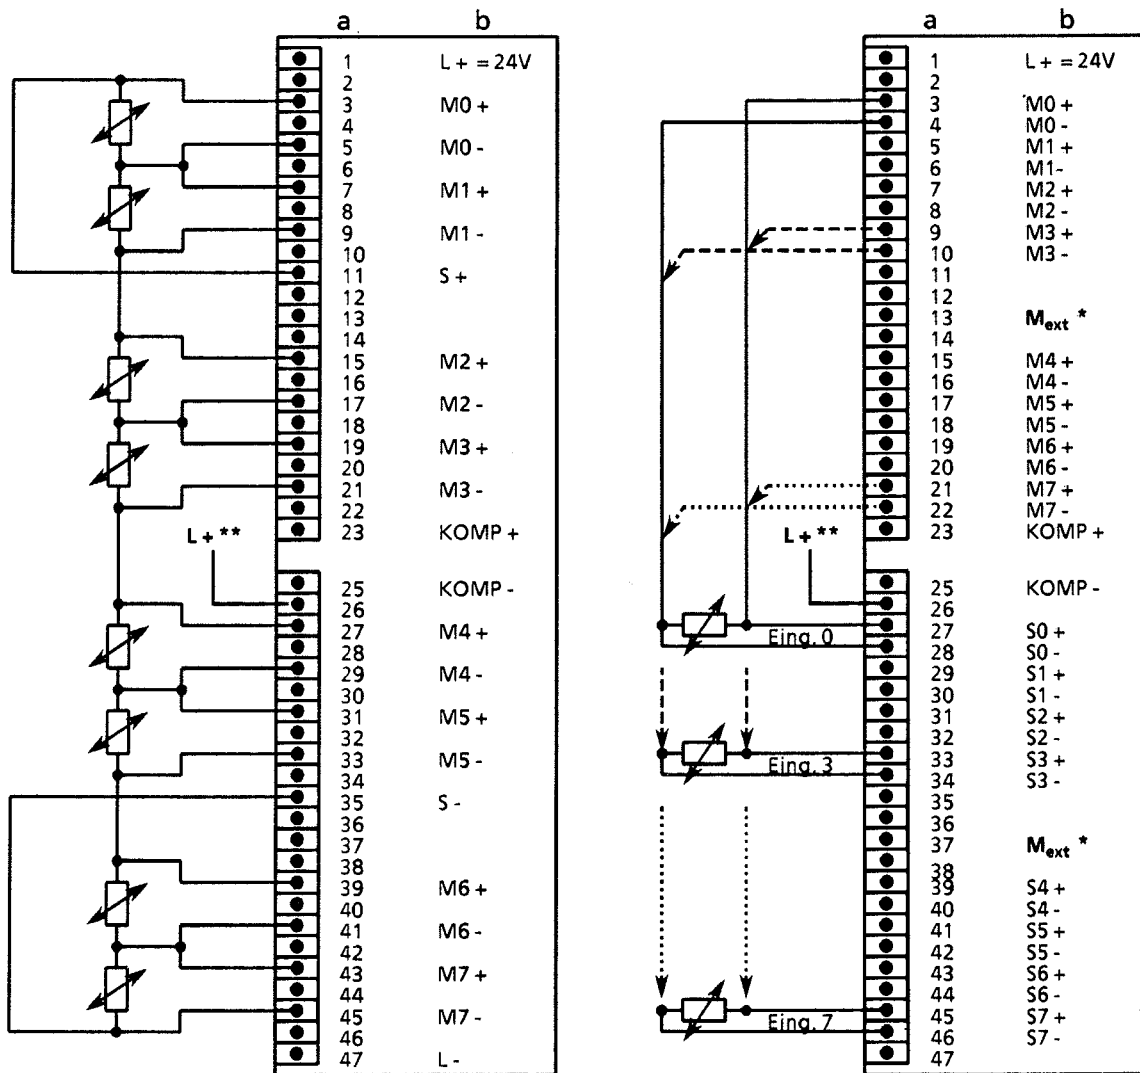 a b
1 L + = 24V
2
3 M0 +
4
5 M0 -
6
7 M1 +
8
9 M1 -
10
11 S +
12
13
14
15 M2 +
16
17 M2 -
18
19 M3 +
20
21 M3 -
22
23 KOMP +
L + **
25 KOMP -
26
27 M4 +
28
29 M4 -
30
31 M5 +
32
33 M5 -
34
35 S -
36
37
38
39 M6 +
40
41 M6 -
42
43 M7 +
44
45 M7 -
46
47 L -
a b
1 L + = 24V
2
3 M0 +
4 M0 -
5 M1 +
6 M1-
7 M2 +
8 M2 -
9 M3 +
10 M3 -
11
12
13 Mext *
14
15 M4 +
16 M4 -
17 M5 +
18 M5 -
19 M6 +
20 M6 -
21 M7 +
22 M7 -
23 KOMP +
L + **
25 KOMP -
26
27 S0 +
Eing. 0
28 S0 -
29 S1 +
30 S1 -
31 S2 +
32 S2 -
33 S3 +
Eing. 3
34 S3 -
35
36
37 Mext *
38
39 S4 +
40 S4 -
41 S5 +
42 S5 -
43 S6 +
44 S6 -
45 S7 +
Eing. 7
46 S7 -
47